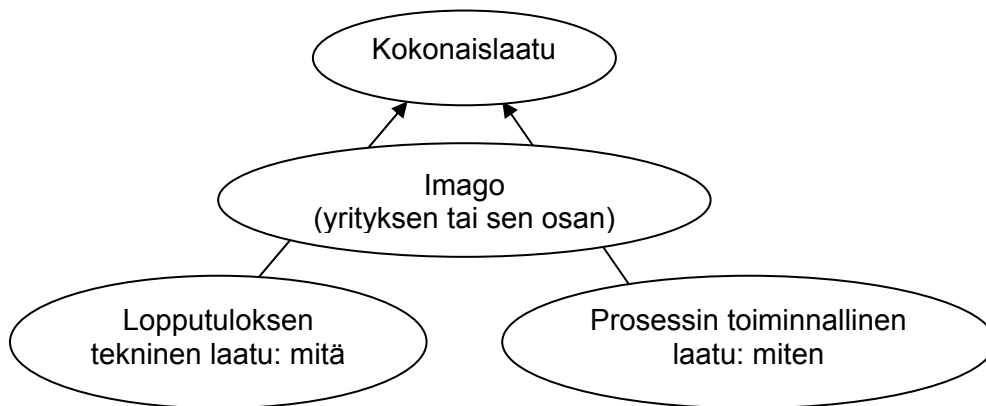 Kokonaislaatu
Imago
(yrityksen tai sen osan)
Lopputuloksen
tekninen laatu: mitä
Prosessin toiminnallinen
laatu: miten